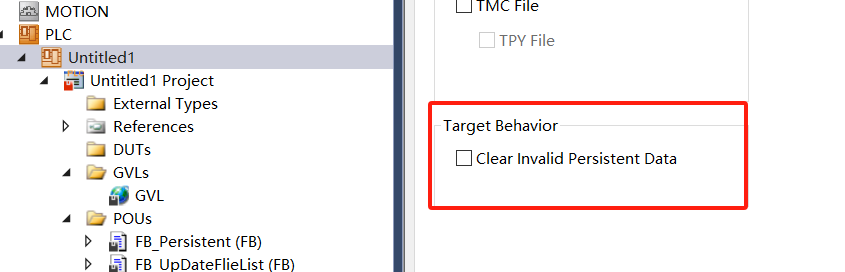 MOTION
PLC
Untitled1
Untitled1 Project
External Types
References
DUTs
GVLs
GVL
POUs
FB_Persistent (FB)
FB_UpDateFlieList (FB)
TMC File
TPY File
Target Behavior
Clear Invalid Persistent Data